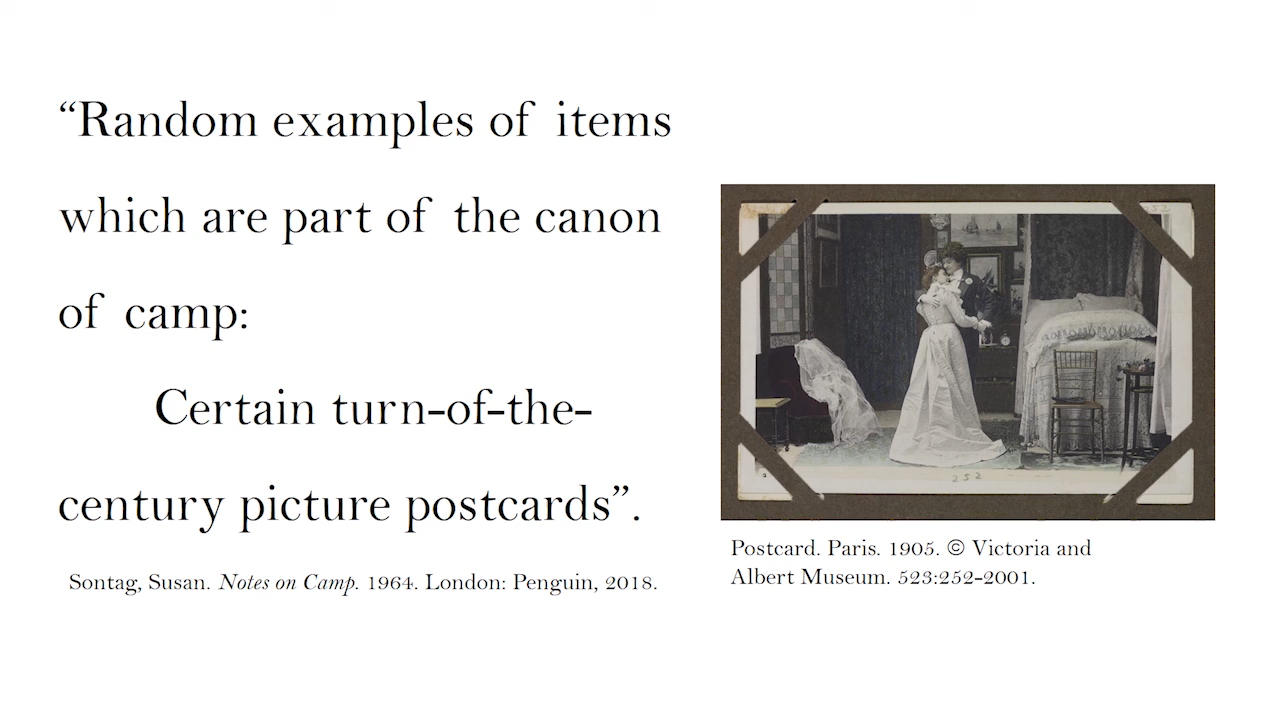 “Random examples of items
which are part of the canon
of camp:
Certain turn-of-the-
century picture postcards”.
Sontag, Susan. Notes on Camp. 1964. London: Penguin, 2018.
252
252
Postcard. Paris. 1905. © Victoria and
Albert Museum. 523:252-2001.